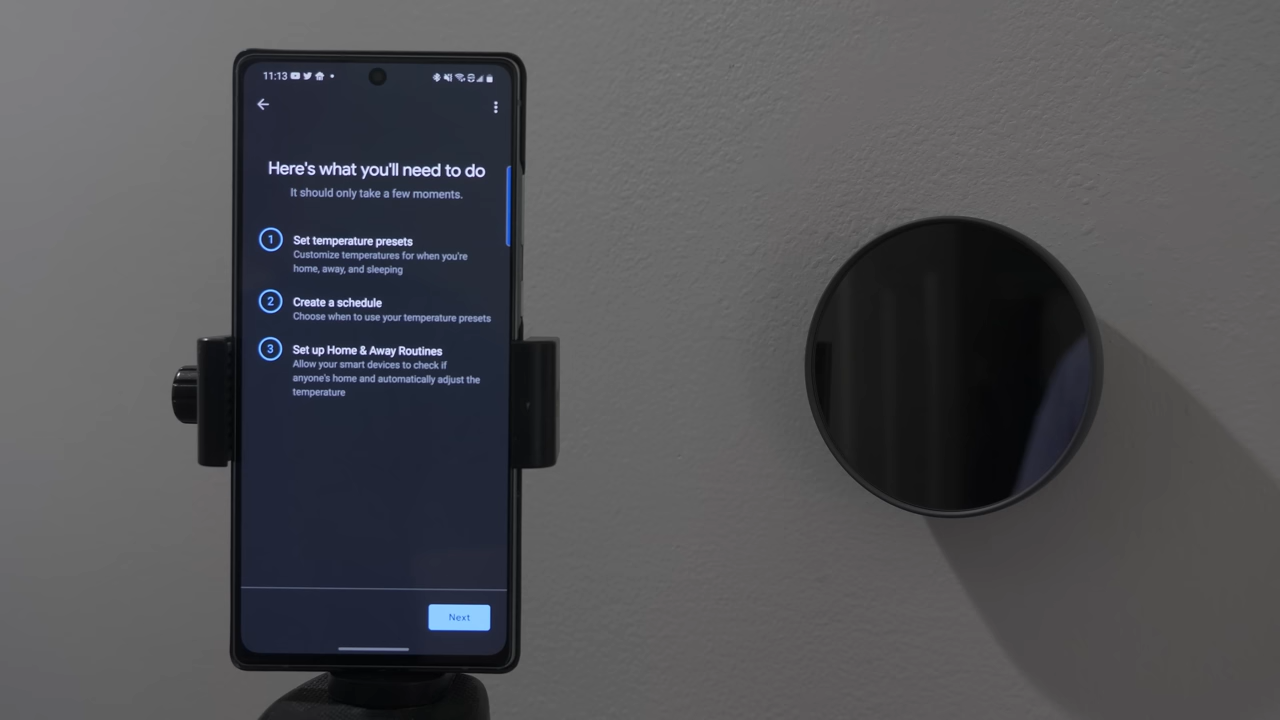 11:13
Here's what you'll need to do
It should only take a few moments.
1 Set temperature presets
Customize temperatures for when you're
home, away, and sleeping
2 Create a schedule
Choose when to use your temperature presets
3 Set up Home & Away Routines
Allow your smart devices to check if
anyone's home and automatically adjust the
temperature
Next